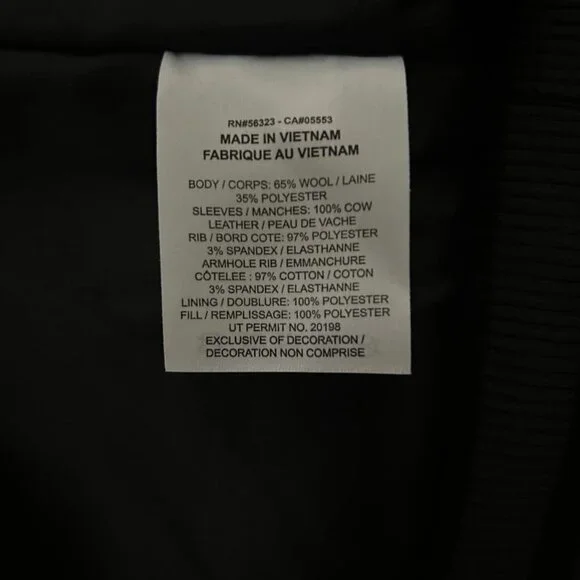 RN#56323 - CA#05553
MADE IN VIETNAM
FABRIQUE AU VIETNAM
BODY / CORPS: 65% WOOL / LAINE
35% POLYESTER
SLEEVES / MANCHES: 100% COW
LEATHER / PEAU DE VACHE
RIB / BORD COTE: 97% POLYESTER
3% SPANDEX / ELASTHANNE
ARMHOLE RIB / EMMANCHURE
CÔTELEE : 97% COTTON / COTON
3% SPANDEX / ELASTHANNE
LINING / DOUBLURE: 100% POLYESTER
FILL / REMPLISSAGE: 100% POLYESTER
UT PERMIT NO. 20198
EXCLUSIVE OF DECORATION /
DECORATION NON COMPRISE